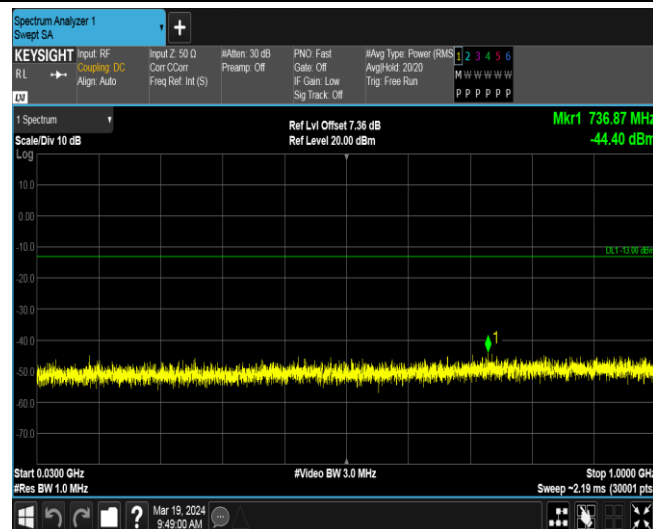 Spectrum Analyzer 1
Swept SA
+
KEYSIGHT Input: RF Input Z: 50 Ω #Atten: 30 dB PNO: Fast #Avg Type: Power (RMS 1 2 3 4 5 6
RL Coupling: DC Corr CCorr Preamp: Off Gate: Off Avg|Hold: 20/20 M W W W W W
Align: Auto Freq Ref: Int (S) IF Gain: Low Trig: Free Run
Sig Track: Off P P P P P P
LXI
1 Spectrum Ref Lvl Offset 7.36 dB Mkr1 736.87 MHz
Scale/Div 10 dB Ref Level 20.00 dBm -44.40 dBm
Log
10.0
0.00
-10.0
DL1 -13.00 dBm
-20.0
-30.0
1
-40.0
-50.0
-60.0
-70.0
Start 0.0300 GHz #Video BW 3.0 MHz Stop 1.0000 GHz
#Res BW 1.0 MHz Sweep ~2.19 ms (30001 pts
? Mar 19, 2024
9:49:00 AM